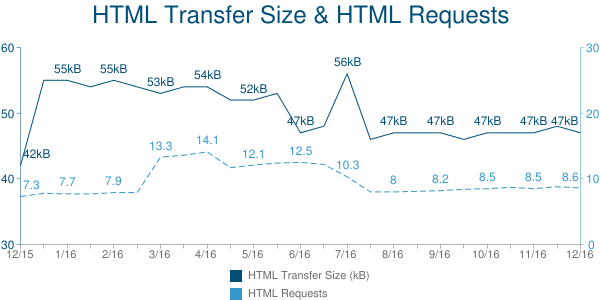 HTML Transfer Size & HTML Requests
60 30
56kB
55kB 55kB 53kB 54kB 52kB
50 20
47kB 47kB 47kB 47kB 47kB 47kB
42kB 13.3 14.1 12.1 12.5 10.3
40 10
7.3 7.7 7.9 8 8.2 8.5 8.5 8.6
30 0
12/15 1/16 2/16 3/16 4/16 5/16 6/16 7/16 8/16 9/16 10/16 11/16 12/16
HTML Transfer Size (kB)
HTML Requests